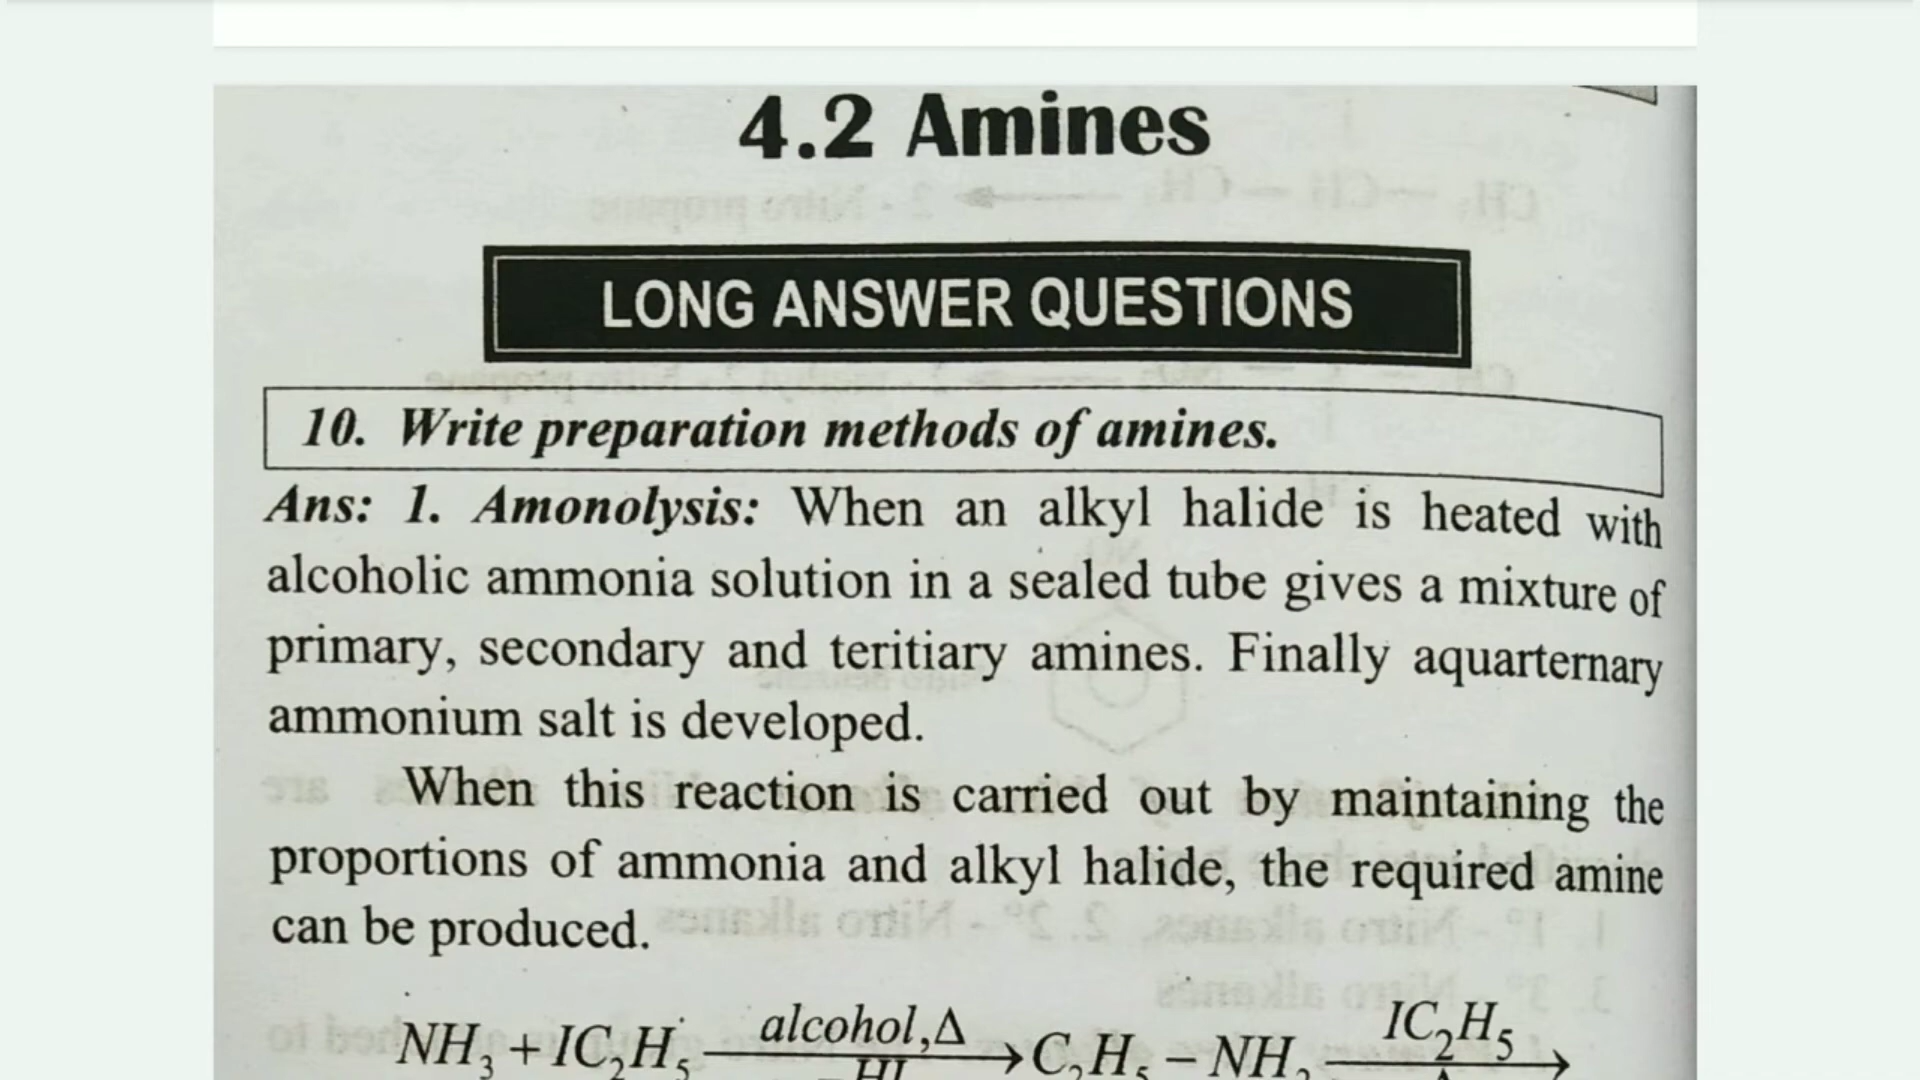 4.2 Amines
LONG ANSWER QUESTIONS
10. Write preparation methods of amines.
Ans: 1. Amonolysis: When an alkyl halide is heated with
alcoholic ammonia solution in a sealed tube gives a mixture of
primary, secondary and teritiary amines. Finally aquarternary
ammonium salt is developed.
When this reaction is carried out by maintaining the
proportions of ammonia and alkyl halide, the required amine
can be produced.
NH₃ + IC₂H₅ —alcohol,Δ / −HI→ C₂H₅ − NH₂ —IC₂H₅ / Δ→